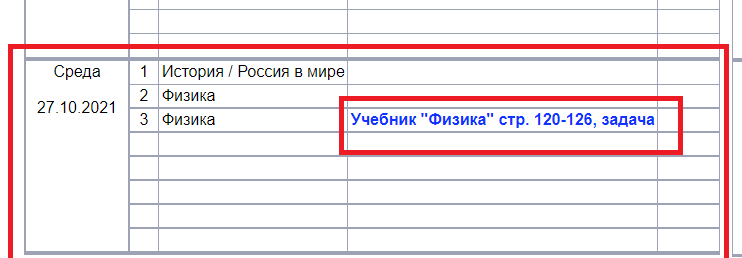 Среда
27.10.2021
1 История / Россия в мире
2 Физика
3 Физика Учебник "Физика" стр. 120-126, задача